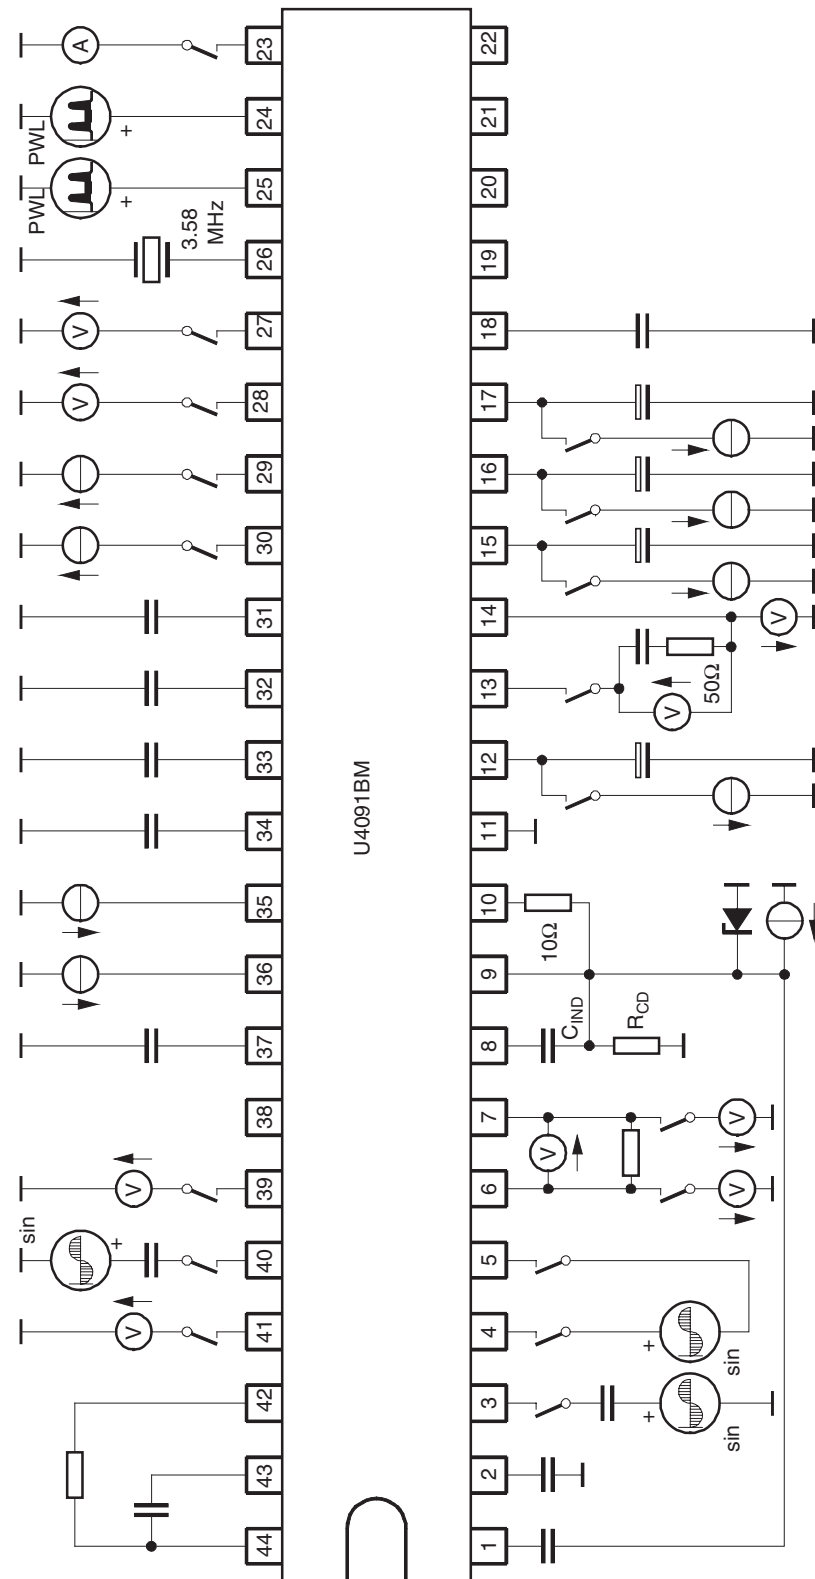 A
23
22
PWL
+
24
21
PWL
+
25
20
3.58
MHz
26
19
V
27
18
V
28
17
29
16
30
15
31
14
V
32
13
V
50Ω
33
12
U4091BM
34
11
35
10
10Ω
36
9
37
8
C_IND
R_CD
38
7
V
V
V
39
6
V
sin
+
40
5
V
41
4
+
sin
42
3
+
sin
43
2
44
1